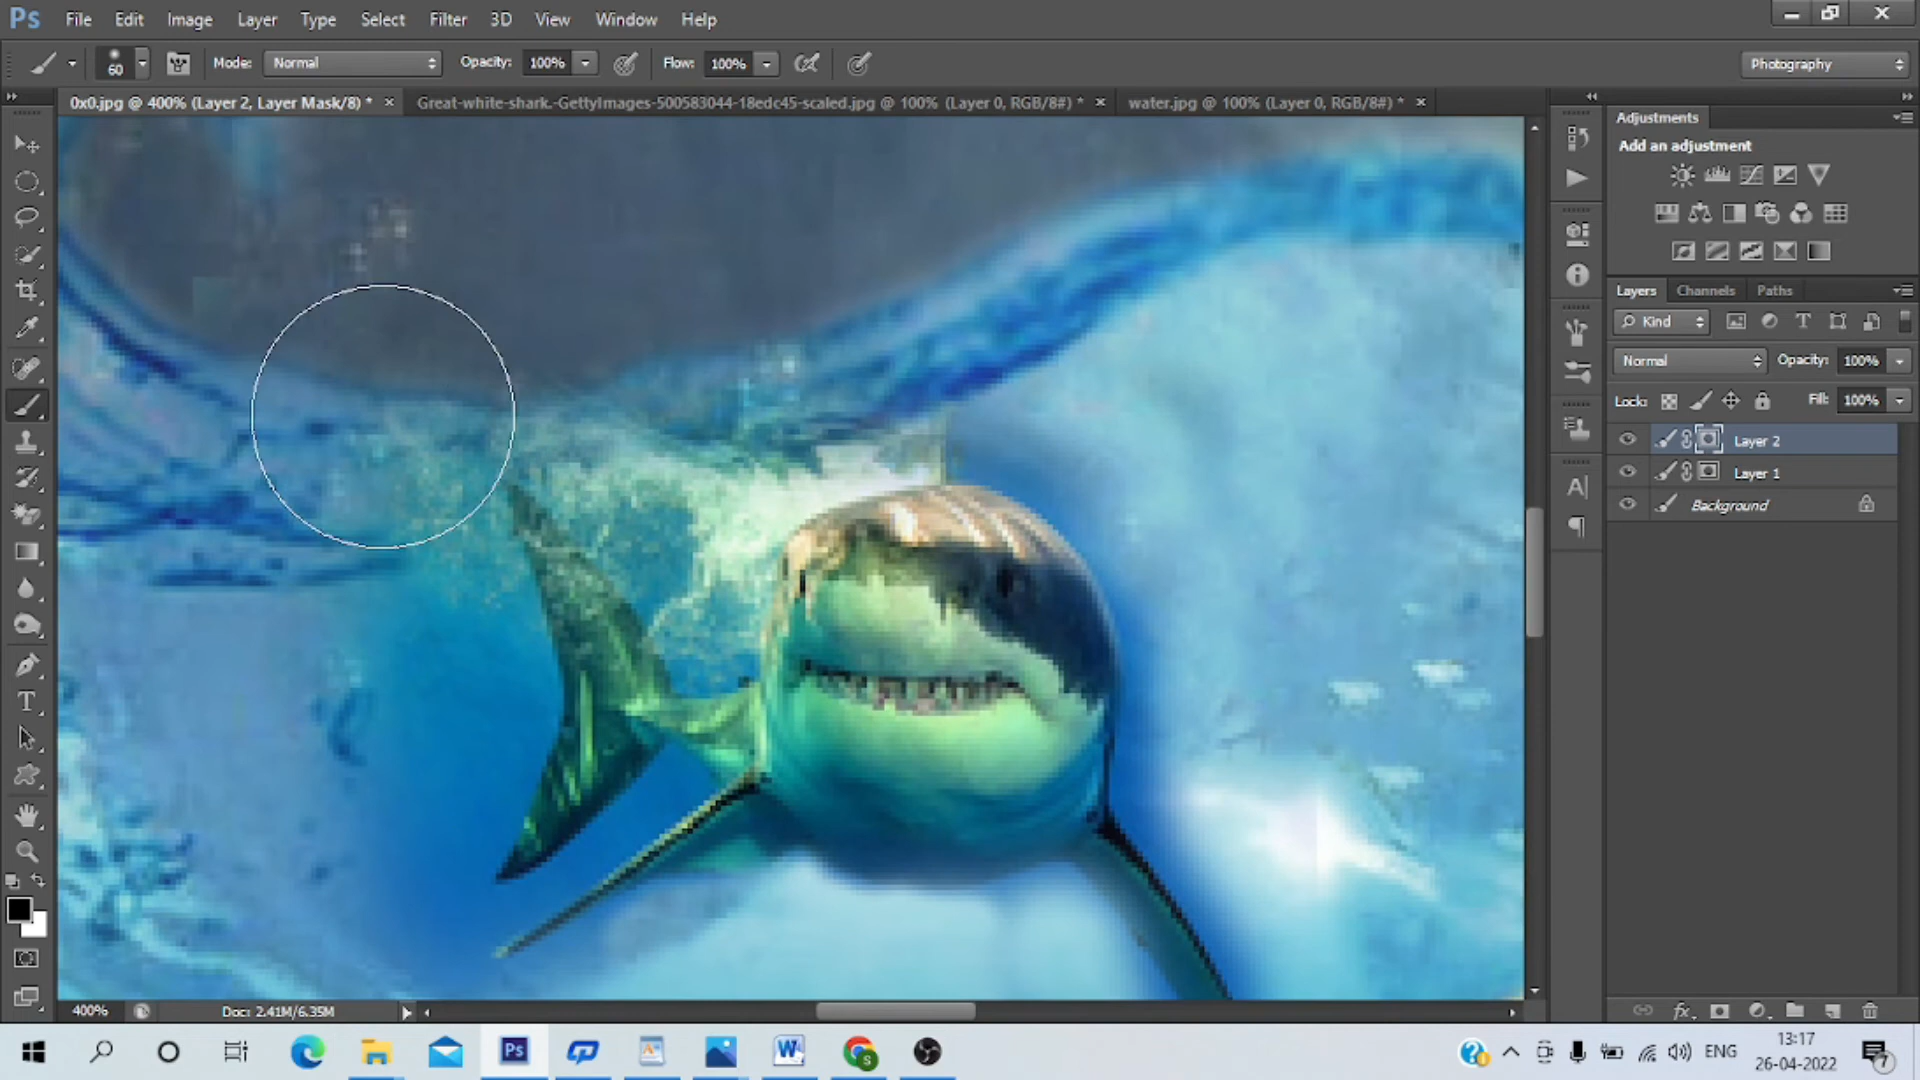 Ps File Edit Image Layer Type Select Filter 3D View Window Help
60 Mode: Normal Opacity: 100% Flow: 100% Photography
0x0.jpg @ 400% (Layer 2, Layer Mask/8) * × Great-white-shark.-GettyImages-500583044-18edc45-scaled.jpg @ 100% (Layer 0, RGB/8#) * × water.jpg @ 100% (Layer 0, RGB/8#) * ×
Adjustments
Add an adjustment
Layers Channels Paths
Kind
Normal Opacity: 100%
Lock: Fill: 100%
Layer 2
Layer 1
Background
400% Doc: 2.41M/6.35M
ENG 13:17
26-04-2022
7